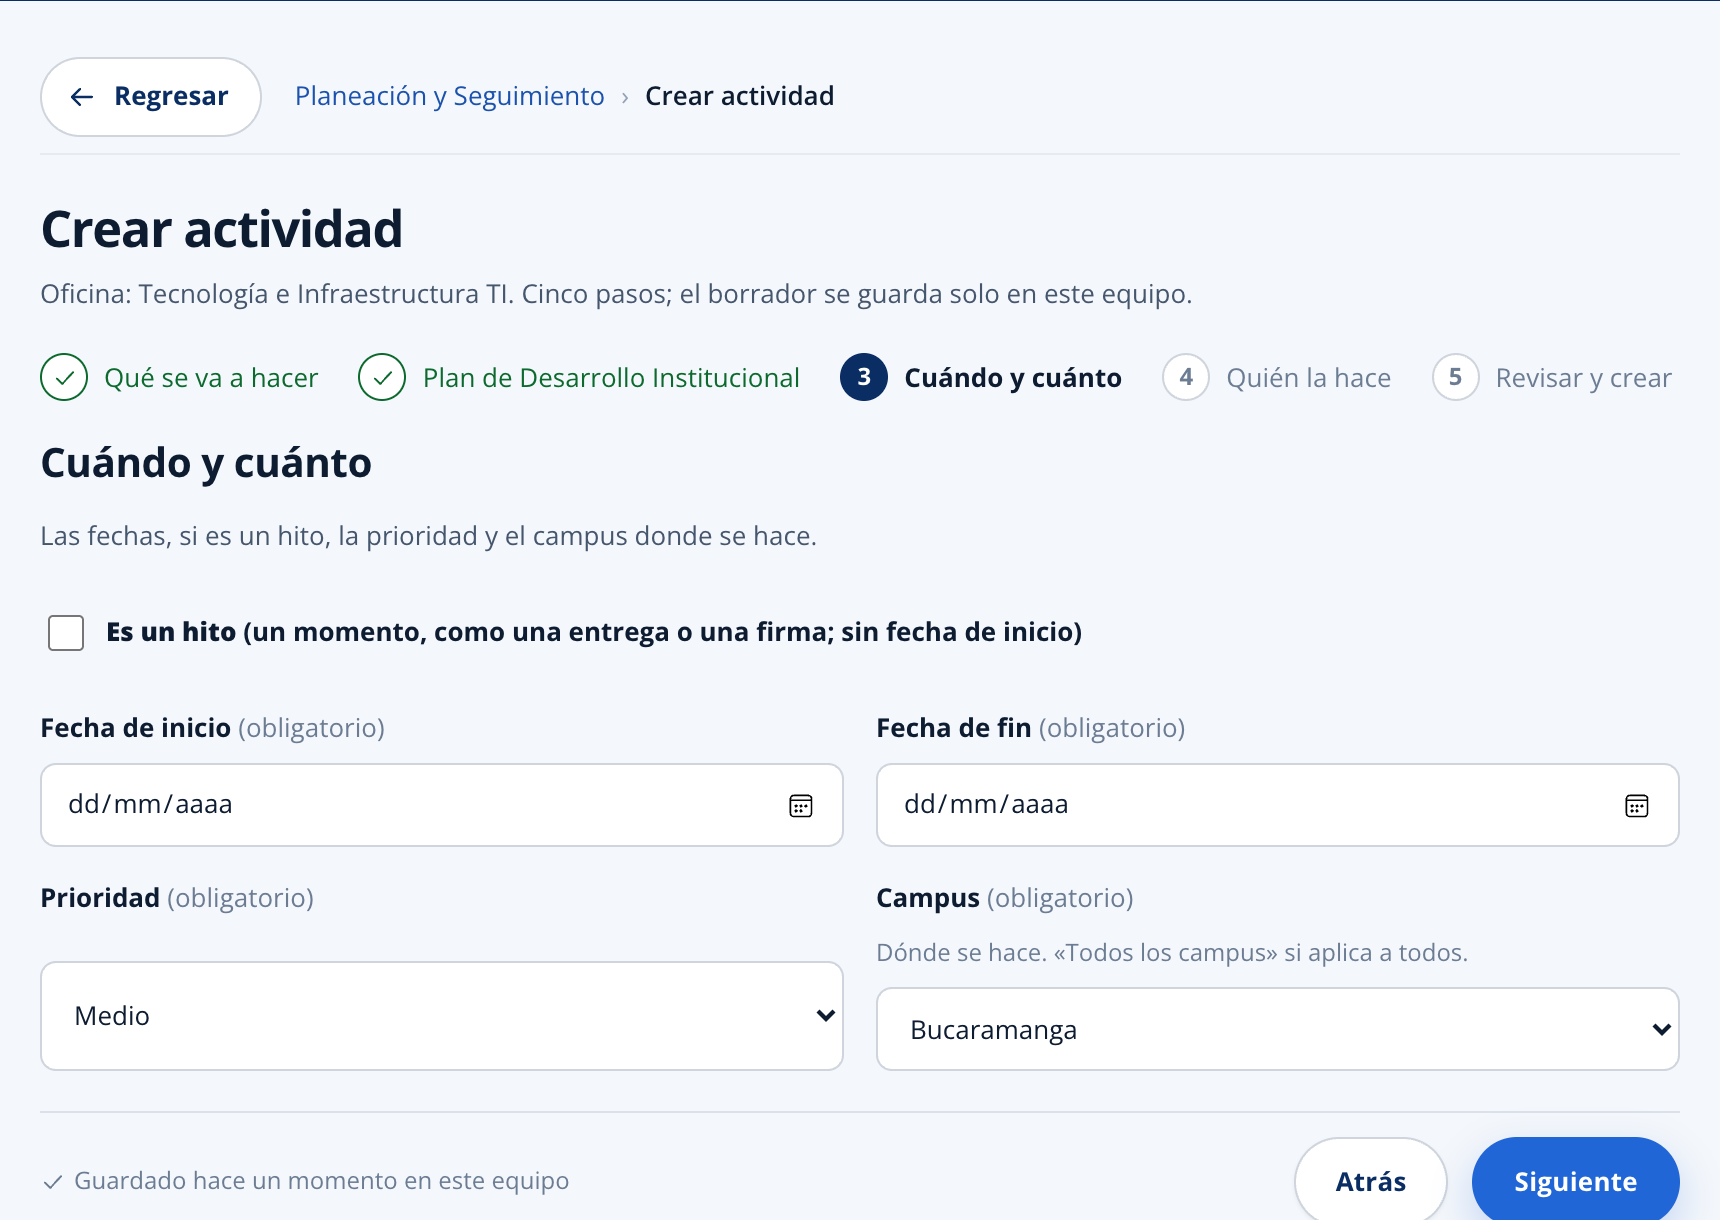 Regresar
Planeación y Seguimiento › Crear actividad
Crear actividad
Oficina: Tecnología e Infraestructura TI. Cinco pasos; el borrador se guarda solo en este equipo.
Qué se va a hacer
Plan de Desarrollo Institucional
3 Cuándo y cuánto
4 Quién la hace
5 Revisar y crear
Cuándo y cuánto
Las fechas, si es un hito, la prioridad y el campus donde se hace.
Es un hito (un momento, como una entrega o una firma; sin fecha de inicio)
Fecha de inicio (obligatorio)
dd/mm/aaaa
Fecha de fin (obligatorio)
dd/mm/aaaa
Prioridad (obligatorio)
Medio
Campus (obligatorio)
Dónde se hace. «Todos los campus» si aplica a todos.
Bucaramanga
Guardado hace un momento en este equipo
Atrás
Siguiente